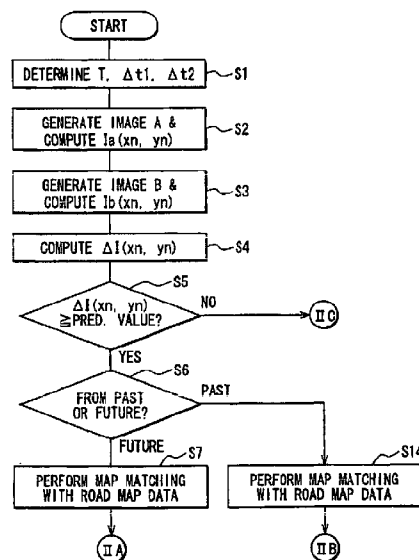 START
DETERMINE T, Δt1, Δt2
S1
GENERATE IMAGE A &
COMPUTE Ia(xn, yn)
S2
GENERATE IMAGE B &
COMPUTE Ib(xn, yn)
S3
COMPUTE ΔI(xn, yn)
S4
S5
ΔI(xn, yn)
≧PRED. VALUE?
NO
ⅡC
YES
S6
FROM PAST
OR FUTURE?
PAST
FUTURE
S7
PERFORM MAP MATCHING
WITH ROAD MAP DATA
S14
PERFORM MAP MATCHING
WITH ROAD MAP DATA
ⅡA
ⅡB